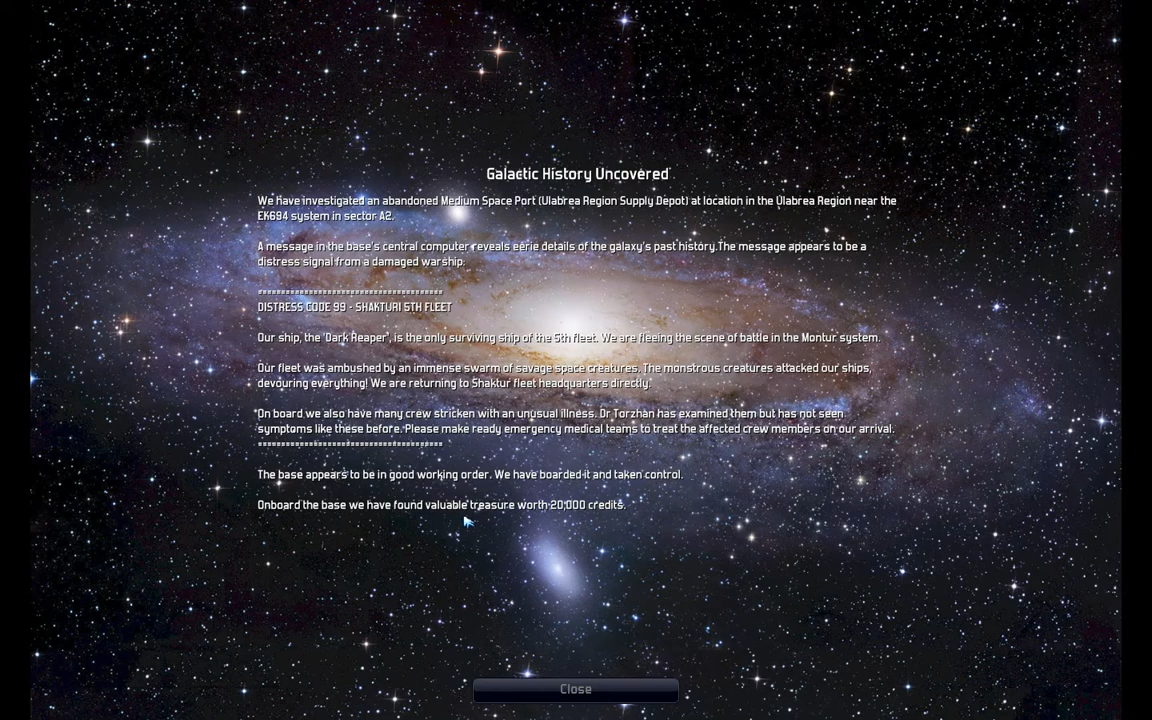 Galactic History Uncovered
We have investigated an abandoned Medium Space Port (Ulabrea Region Supply Depot) at location in the Ulabrea Region near the
EK694 system in sector A2.
A message in the base's central computer reveals eerie details of the galaxy's past history.The message appears to be a
distress signal from a damaged warship:
************************************
DISTRESS CODE 99 - SHAKTURI 5TH FLEET
Our ship, the 'Dark Reaper', is the only surviving ship of the 5th fleet. We are fleeing the scene of battle in the Montur system.
Our fleet was ambushed by an immense swarm of savage space creatures. The monstrous creatures attacked our ships,
devouring everything! We are returning to Shaktur fleet headquarters directly.
On board we also have many crew stricken with an unusual illness. Dr Torzhan has examined them but has not seen
symptoms like these before. Please make ready emergency medical teams to treat the affected crew members on our arrival.
************************************
The base appears to be in good working order. We have boarded it and taken control.
Onboard the base we have found valuable treasure worth 20,000 credits.
Close